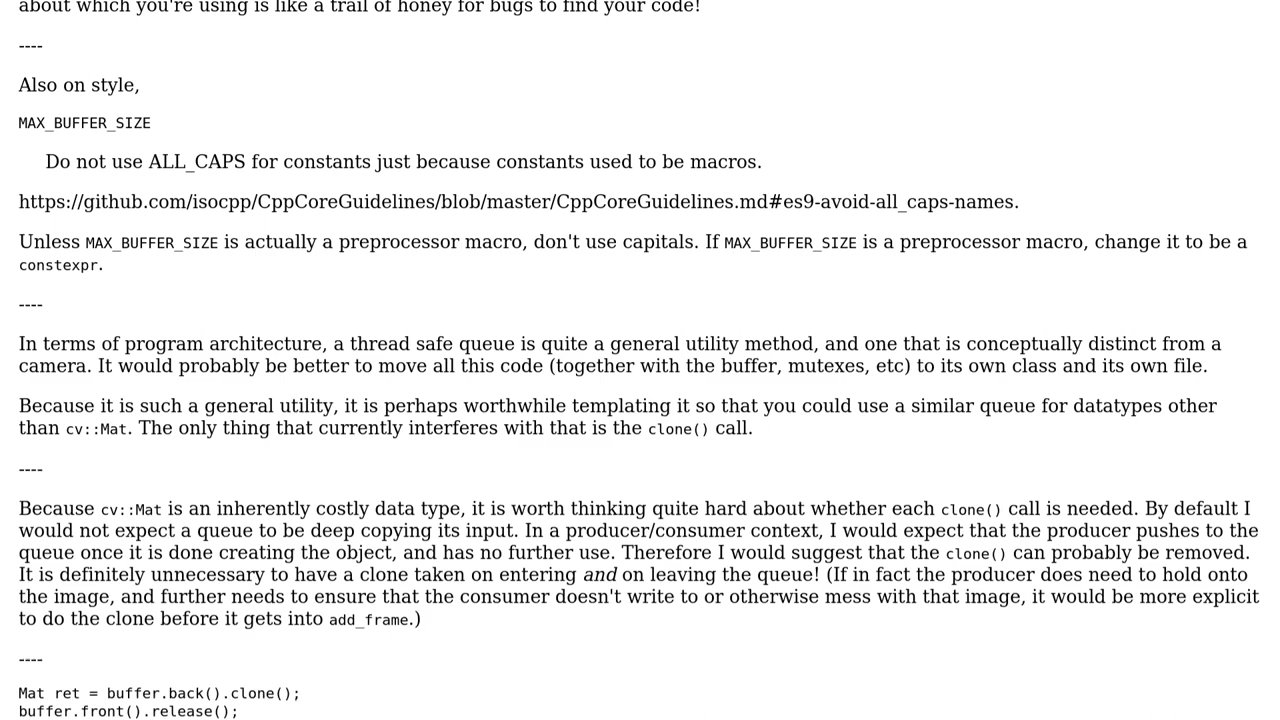 about which you're using is like a trail of honey for bugs to find your code!
----
Also on style,
MAX_BUFFER_SIZE
Do not use ALL_CAPS for constants just because constants used to be macros.
https://github.com/isocpp/CppCoreGuidelines/blob/master/CppCoreGuidelines.md#es9-avoid-all_caps-names.
Unless MAX_BUFFER_SIZE is actually a preprocessor macro, don't use capitals. If MAX_BUFFER_SIZE is a preprocessor macro, change it to be a
constexpr.
----
In terms of program architecture, a thread safe queue is quite a general utility method, and one that is conceptually distinct from a
camera. It would probably be better to move all this code (together with the buffer, mutexes, etc) to its own class and its own file.
Because it is such a general utility, it is perhaps worthwhile templating it so that you could use a similar queue for datatypes other
than cv::Mat. The only thing that currently interferes with that is the clone() call.
----
Because cv::Mat is an inherently costly data type, it is worth thinking quite hard about whether each clone() call is needed. By default I
would not expect a queue to be deep copying its input. In a producer/consumer context, I would expect that the producer pushes to the
queue once it is done creating the object, and has no further use. Therefore I would suggest that the clone() can probably be removed.
It is definitely unnecessary to have a clone taken on entering and on leaving the queue! (If in fact the producer does need to hold onto
the image, and further needs to ensure that the consumer doesn't write to or otherwise mess with that image, it would be more explicit
to do the clone before it gets into add_frame.)
----
Mat ret = buffer.back().clone();
buffer.front().release();